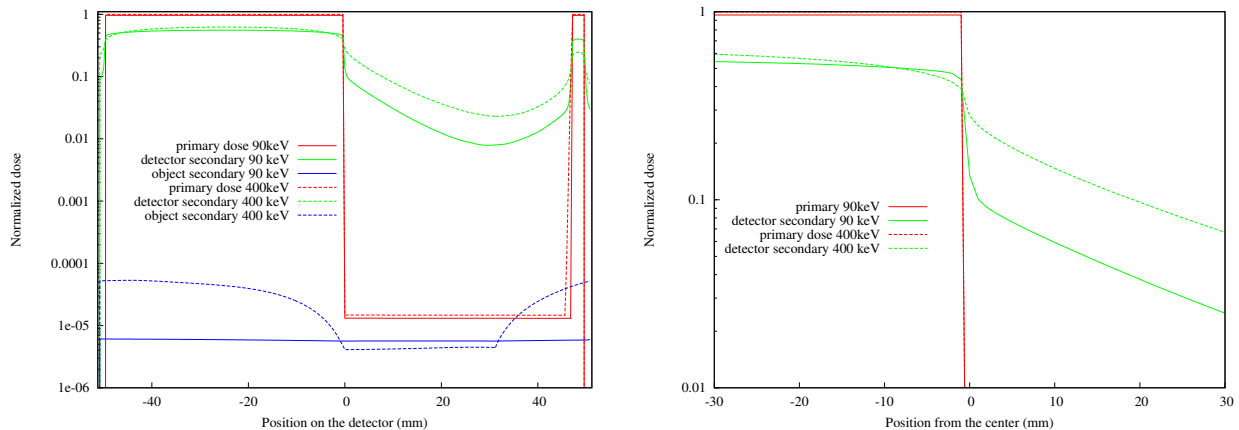 1
0.1
0.01
0.001
0.0001
1e-05
1e-06
Normalized dose
primary dose 90keV
detector secondary 90 keV
object secondary 90 keV
primary dose 400keV
detector secondary 400 keV
object secondary 400 keV
-40 -20 0 20 40
Position on the detector (mm)
1
0.1
0.01
Normalized dose
primary 90keV
detector secondary 90 keV
primary dose 400keV
detector secondary 400 keV
-30 -20 -10 0 10 20 30
Position from the center (mm)